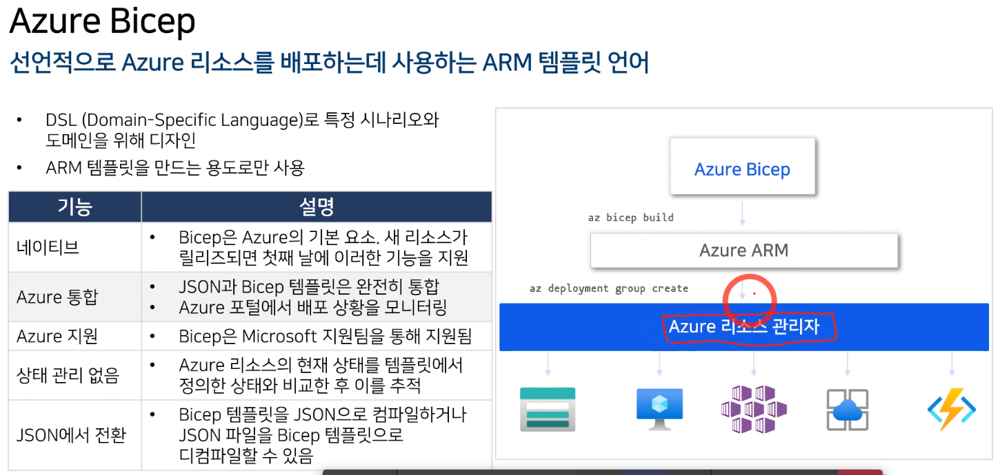 Azure Bicep
선언적으로 Azure 리소스를 배포하는데 사용하는 ARM 템플릿 언어
• DSL (Domain-Specific Language)로 특정 시나리오와
도메인을 위해 디자인
• ARM 템플릿을 만드는 용도로만 사용
기능 설명
네이티브
• Bicep은 Azure의 기본 요소. 새 리소스가
릴리즈되면 첫째 날에 이러한 기능을 지원
Azure 통합
• JSON과 Bicep 템플릿은 완전히 통합
• Azure 포털에서 배포 상황을 모니터링
Azure 지원
• Bicep은 Microsoft 지원팀을 통해 지원됨
상태 관리 없음
• Azure 리소스의 현재 상태를 템플릿에서
정의한 상태와 비교한 후 이를 추적
JSON에서 전환
• Bicep 템플릿을 JSON으로 컴파일하거나
JSON 파일을 Bicep 템플릿으로
디컴파일할 수 있음
Azure Bicep
az bicep build
Azure ARM
az deployment group create
Azure 리소스 관리자